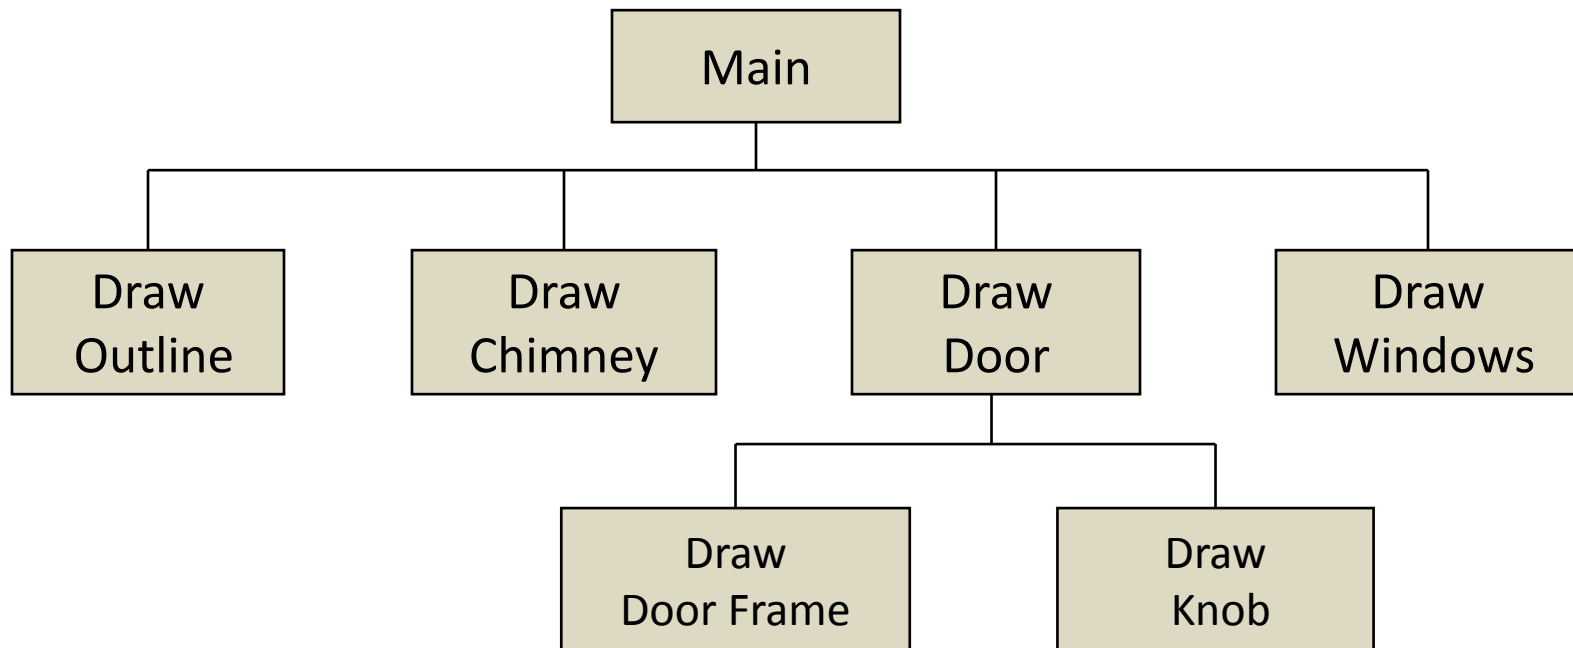 Main
Draw
Outline
Draw
Chimney
Draw
Door
Draw
Windows
Draw
Door Frame
Draw
Knob